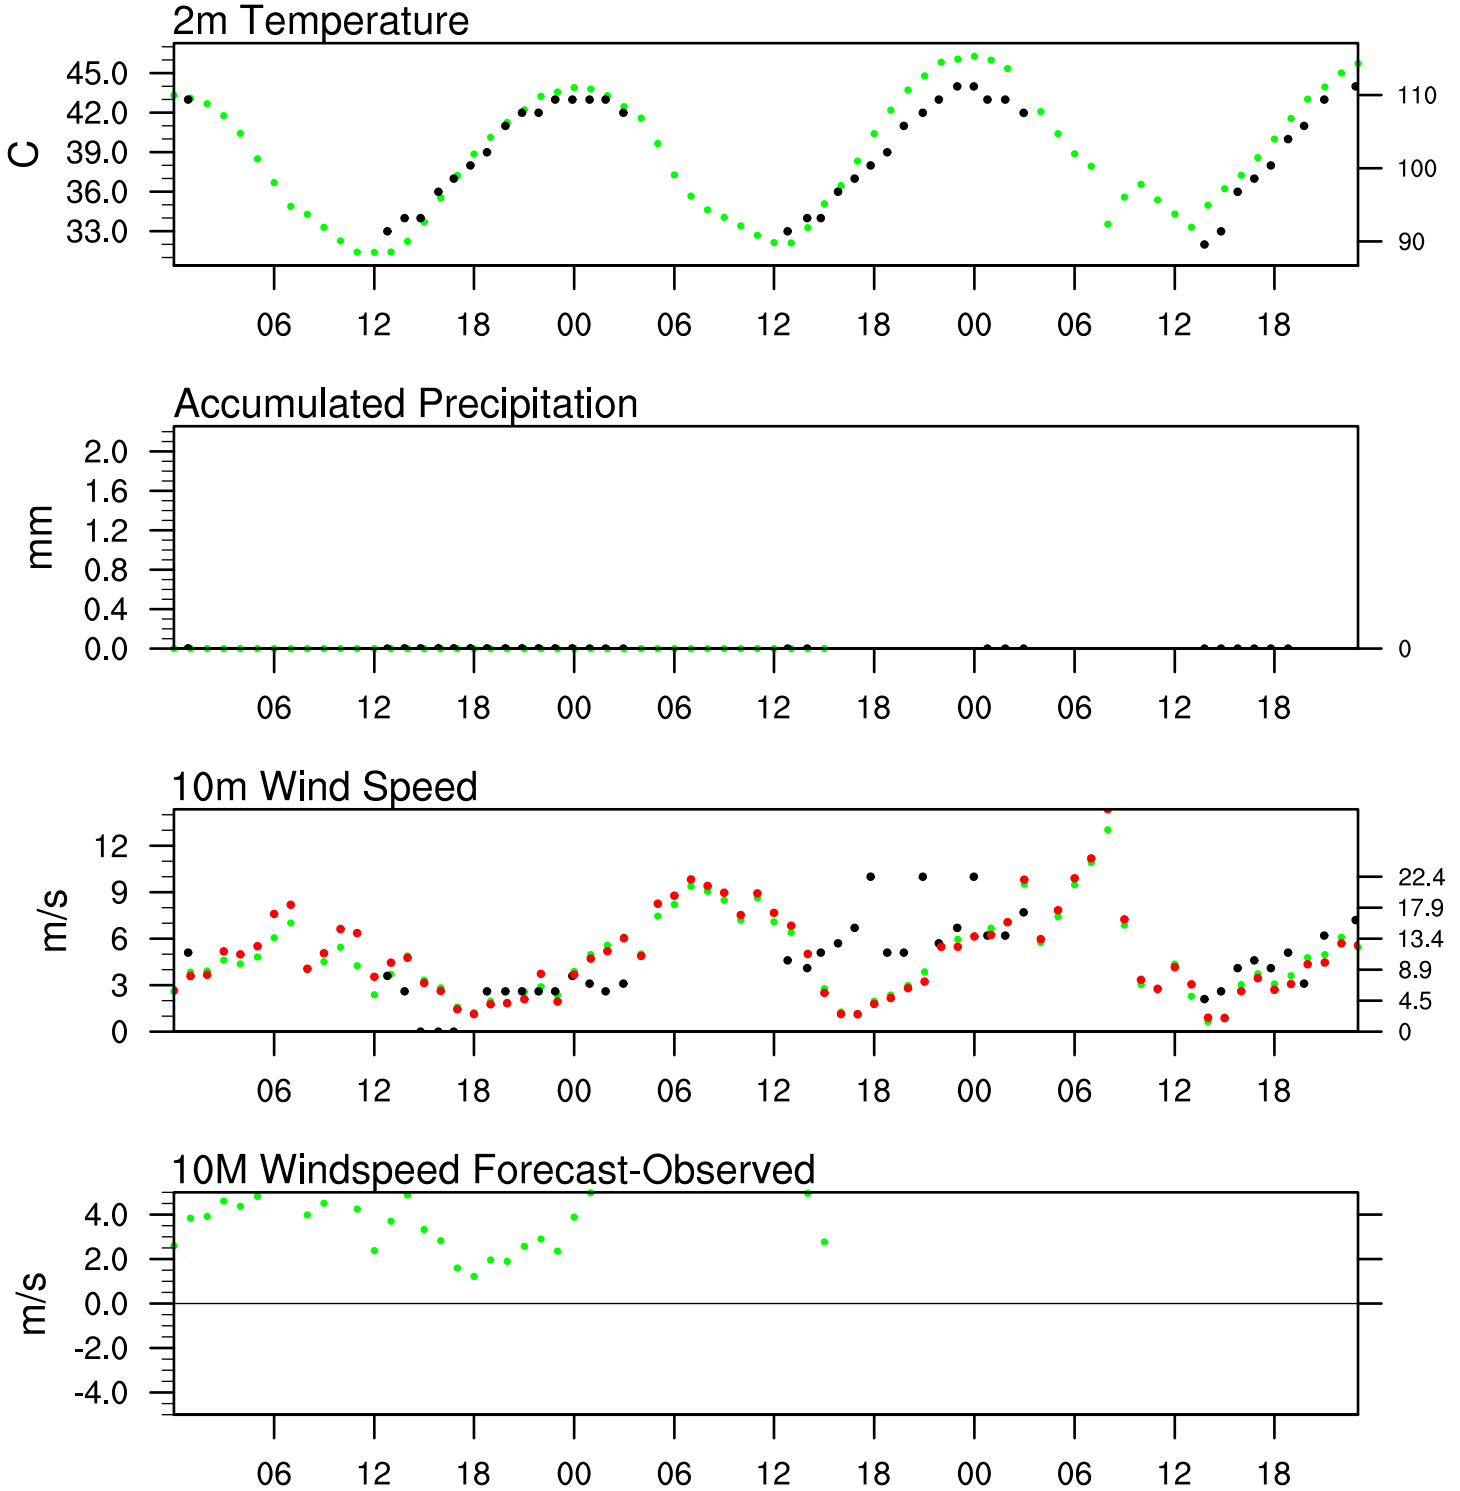 2m Temperature
C
45.0
42.0
39.0
36.0
33.0
110
100
90
06 12 18 00 06 12 18 00 06 12 18
Accumulated Precipitation
mm
2.0
1.6
1.2
0.8
0.4
0.0
0
06 12 18 00 06 12 18 00 06 12 18
10m Wind Speed
m/s
12
9
6
3
0
22.4
17.9
13.4
8.9
4.5
0
06 12 18 00 06 12 18 00 06 12 18
10M Windspeed Forecast-Observed
m/s
4.0
2.0
0.0
-2.0
-4.0
06 12 18 00 06 12 18 00 06 12 18